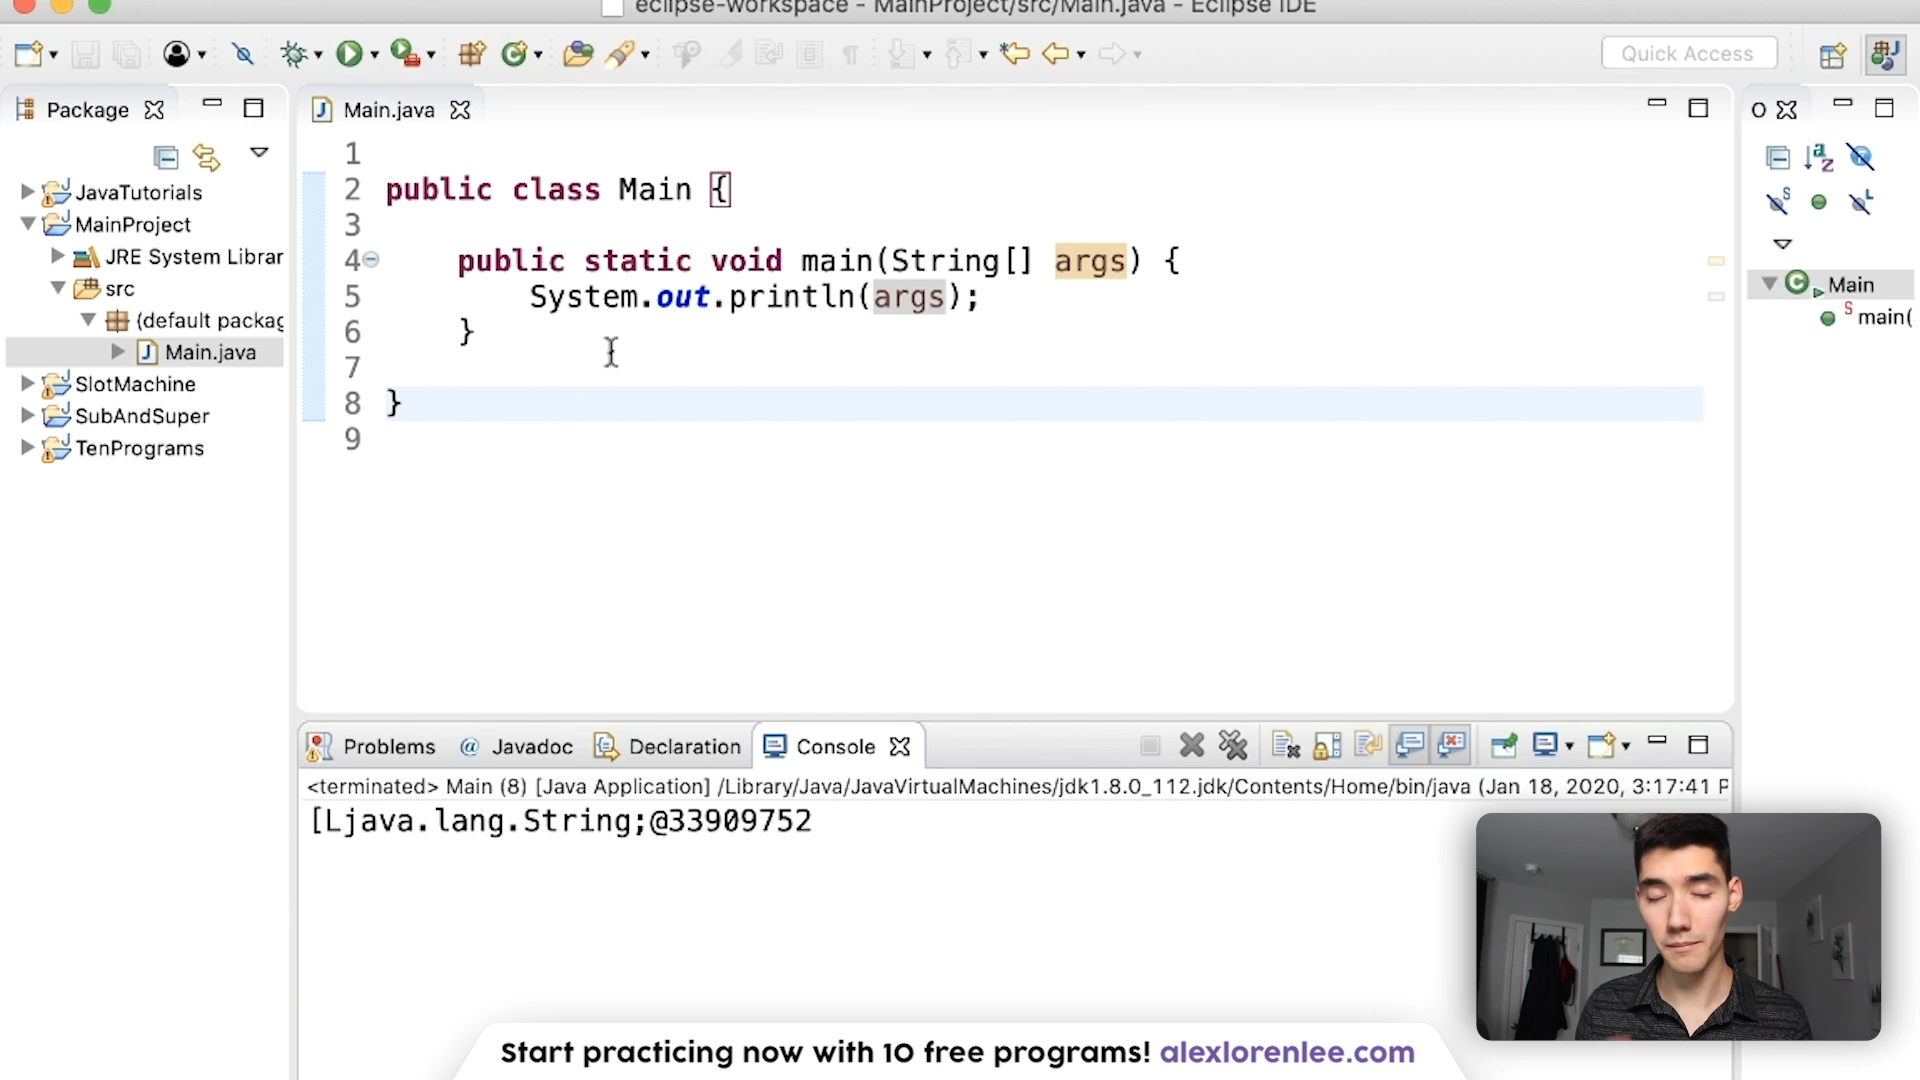 eclipse-workspace - MainProject/src/Main.java - Eclipse IDE
Quick Access
Package
Main.java
O
JavaTutorials
MainProject
JRE System Librar
src
(default packag
Main.java
SlotMachine
SubAndSuper
TenPrograms
1
2 public class Main {
3
4 public static void main(String[] args) {
5 System.out.println(args);
6 }
7
8 }
9
Main
main(
Problems @ Javadoc Declaration Console
<terminated> Main (8) [Java Application] /Library/Java/JavaVirtualMachines/jdk1.8.0_112.jdk/Contents/Home/bin/java (Jan 18, 2020, 3:17:41 P
[Ljava.lang.String;@33909752
Start practicing now with 10 free programs! alexlorenlee.com